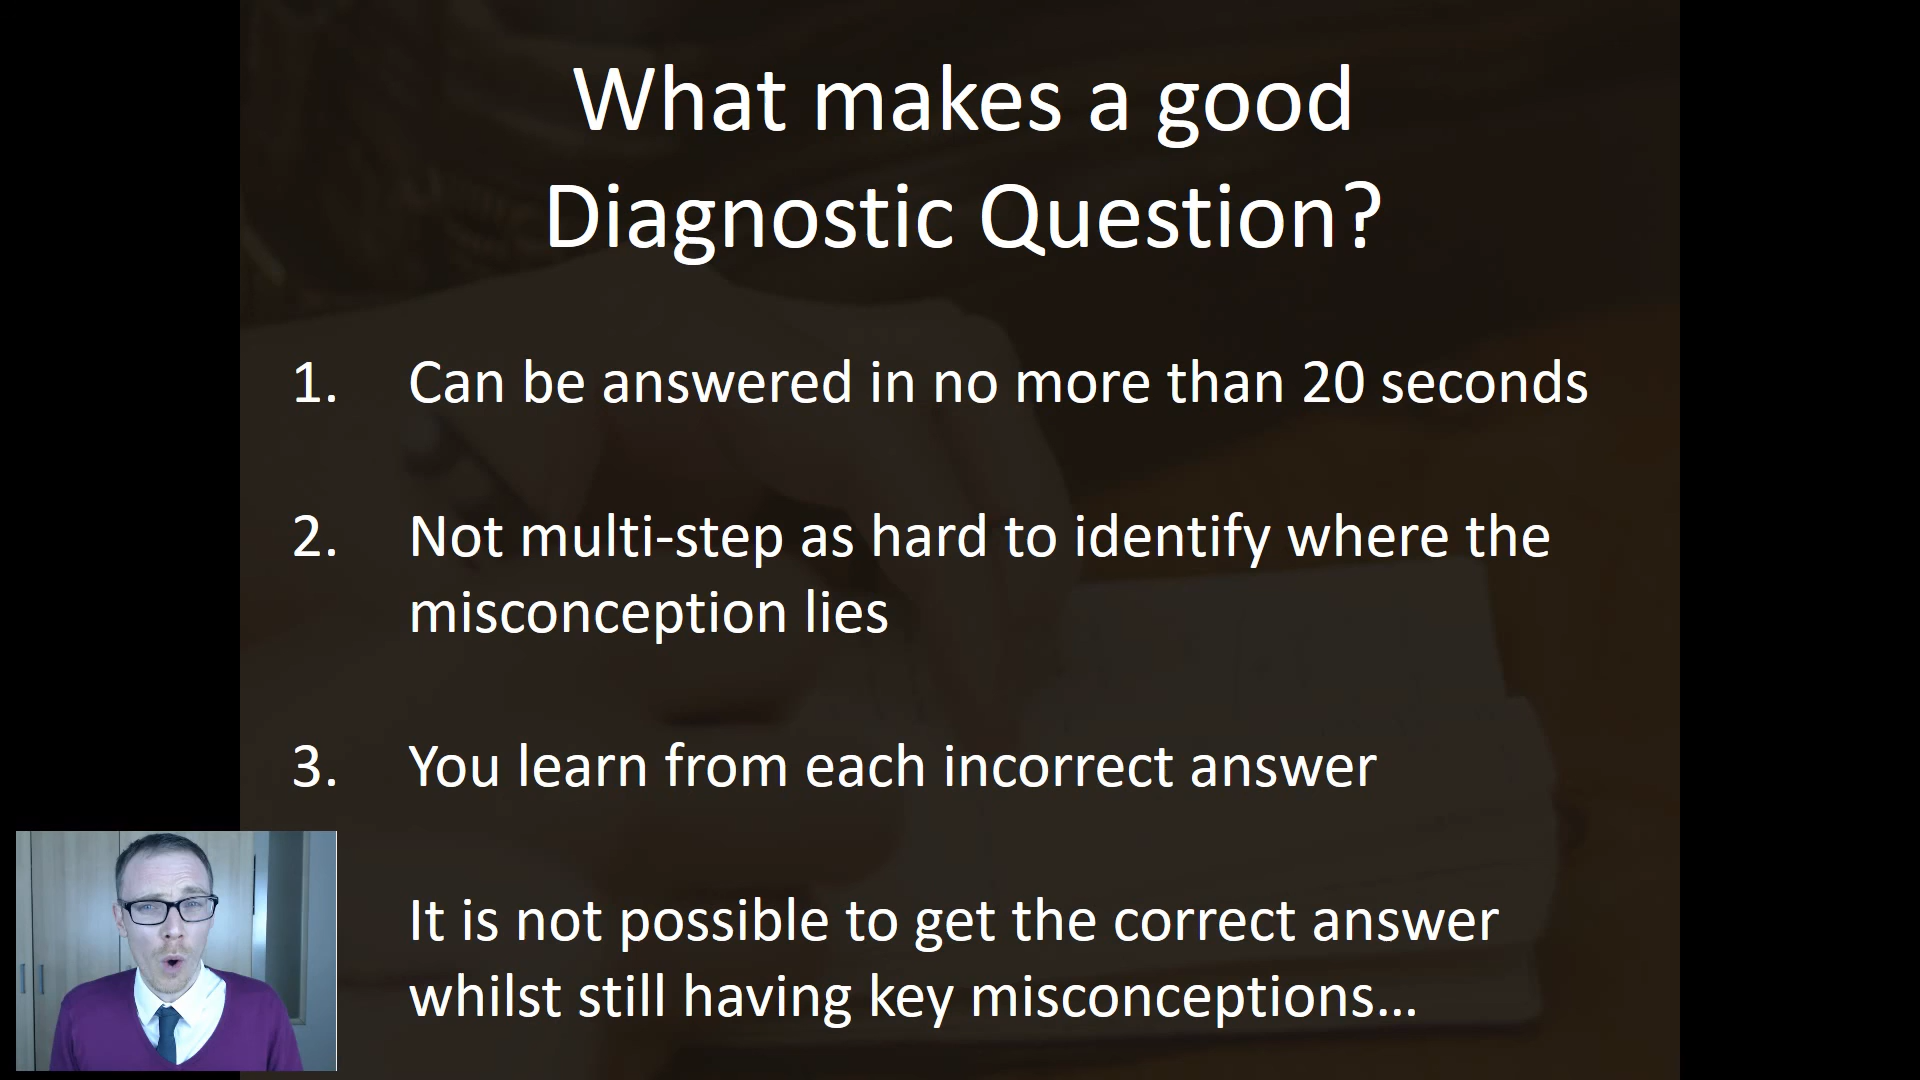 What makes a good
Diagnostic Question?
1. Can be answered in no more than 20 seconds
2. Not multi-step as hard to identify where the
misconception lies
3. You learn from each incorrect answer
It is not possible to get the correct answer
whilst still having key misconceptions…